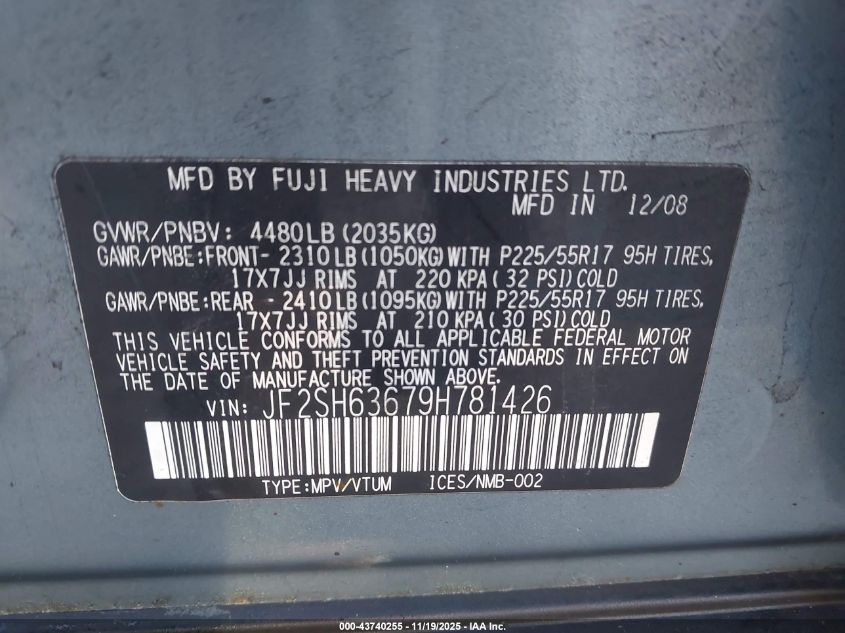 MFD BY FUJI HEAVY INDUSTRIES LTD.
MFD IN 12/08
GVWR/PNBV: 4480LB(2035KG)
GAWR/PNBE:FRONT- 2310LB(1050KG)WITH P225/55R17 95H TIRES,
17X7JJ RIMS AT 220 KPA(32 PSI)COLD
GAWR/PNBE:REAR - 2410LB(1095KG)WITH P225/55R17 95H TIRES,
17X7JJ RIMS AT 210 KPA(30 PSI)COLD
THIS VEHICLE CONFORMS TO ALL APPLICABLE FEDERAL MOTOR
VEHICLE SAFETY AND THEFT PREVENTION STANDARDS IN EFFECT ON
THE DATE OF MANUFACTURE SHOWN ABOVE.
VIN: JF2SH63679H781426
TYPE:MPV/VTUM ICES/NMB-002
000-43740255 - 11/19/2025 - IAA Inc.